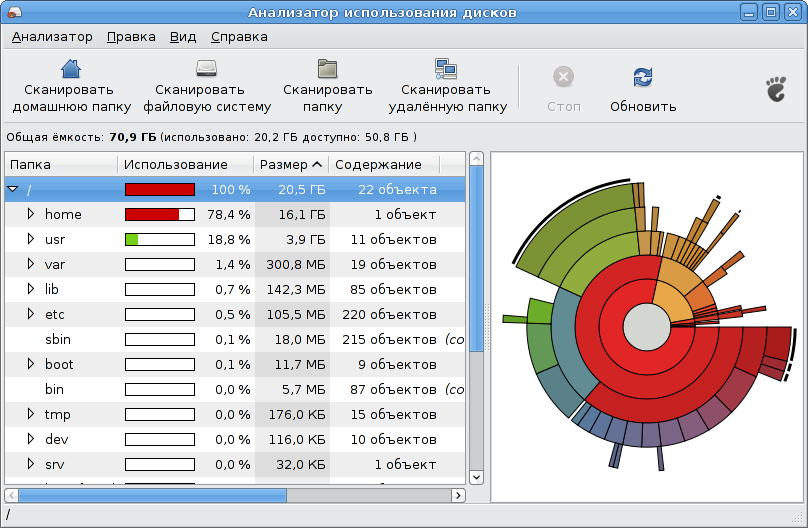 Анализатор использования дисков
Анализатор Правка Вид Справка
Сканировать домашнюю папку
Сканировать файловую систему
Сканировать папку
Сканировать удалённую папку
Стоп
Обновить
Общая ёмкость: 70,9 ГБ (использовано: 20,2 ГБ доступно: 50,8 ГБ )
Папка Использование Размер Содержание
/ 100 % 20,5 ГБ 22 объекта
home 78,4 % 16,1 ГБ 1 объект
usr 18,8 % 3,9 ГБ 11 объектов
var 1,4 % 300,8 МБ 19 объектов
lib 0,7 % 142,3 МБ 85 объектов
etc 0,5 % 105,5 МБ 220 объектов
sbin 0,1 % 18,0 МБ 215 объектов (со
boot 0,1 % 11,7 МБ 9 объектов
bin 0,0 % 5,7 МБ 87 объектов (со
tmp 0,0 % 176,0 КБ 15 объектов
dev 0,0 % 116,0 КБ 10 объектов
srv 0,0 % 32,0 КБ 1 объект
/